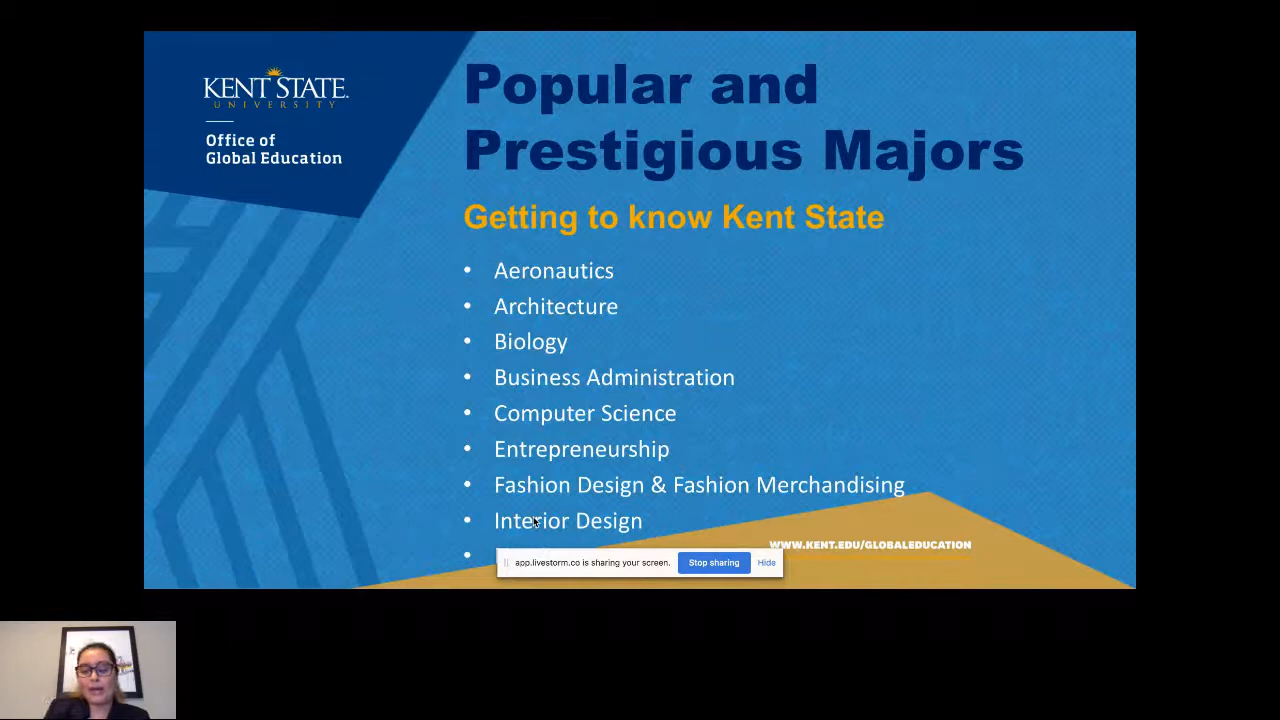 KENT STATE
UNIVERSITY
Office of
Global Education
Popular and
Prestigious Majors
Getting to know Kent State
• Aeronautics
• Architecture
• Biology
• Business Administration
• Computer Science
• Entrepreneurship
• Fashion Design & Fashion Merchandising
• Interior Design
•
WWW.KENT.EDU/GLOBALEDUCATION
app.livestorm.co is sharing your screen. Stop sharing Hide